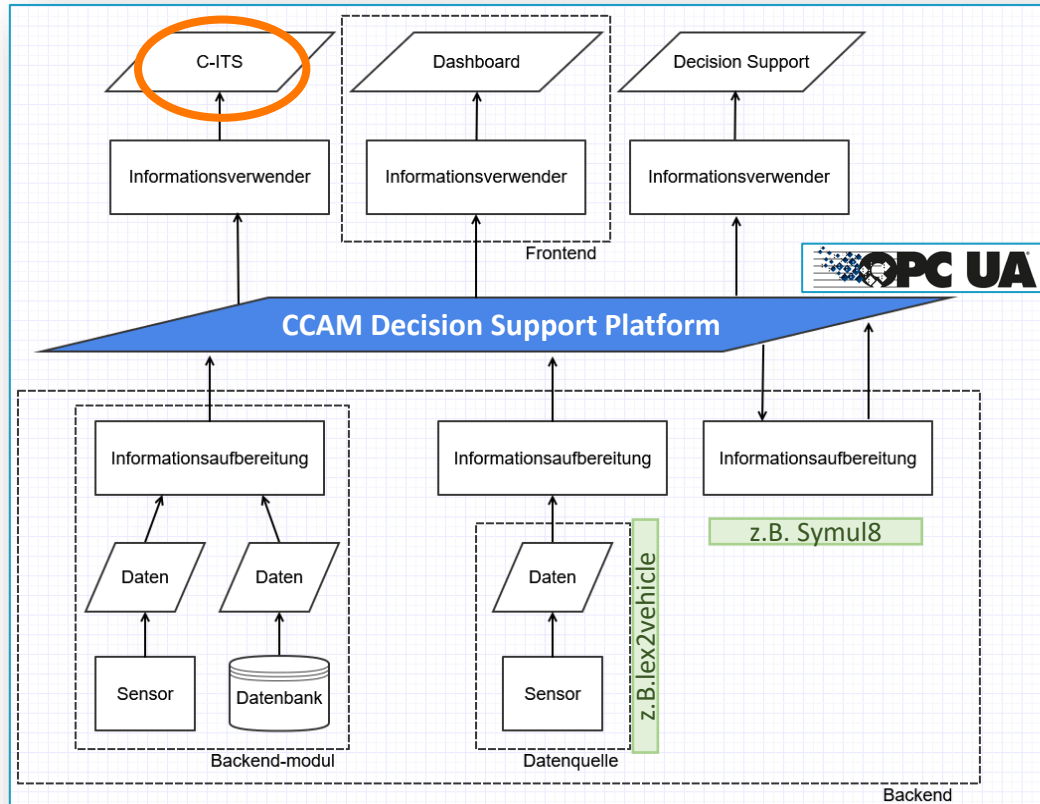 C-ITS
Dashboard
Decision Support
Informationsverwender
Informationsverwender
Informationsverwender
Frontend
OPC UA
CCAM Decision Support Platform
Informationsaufbereitung
Informationsaufbereitung
Informationsaufbereitung
z.B. Symul8
z.B.lex2vehicle
Daten
Daten
Daten
Sensor
Datenbank
Sensor
Backend-modul
Datenquelle
Backend